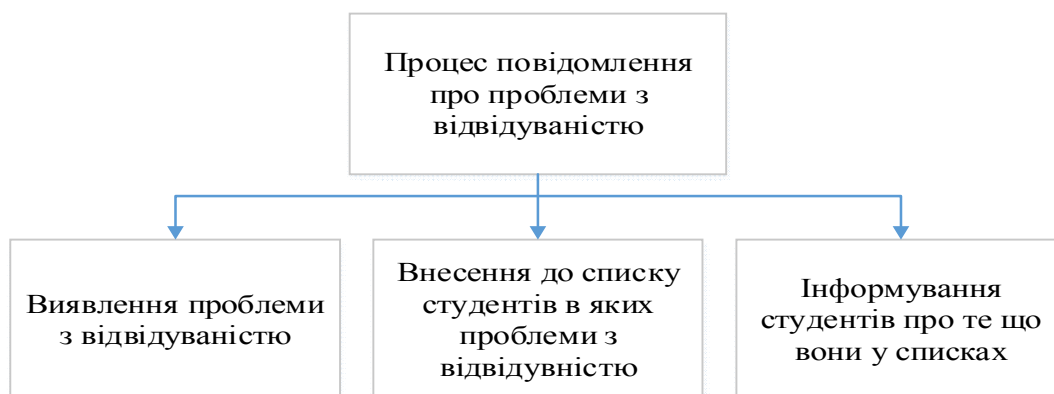 Процес повідомлення
про проблеми з
відвідуваністю
Виявлення проблеми
з відвідуваністю
Внесення до списку
студентів в яких
проблеми з
відвідувністю
Інформування
студентів про те що
вони у списках